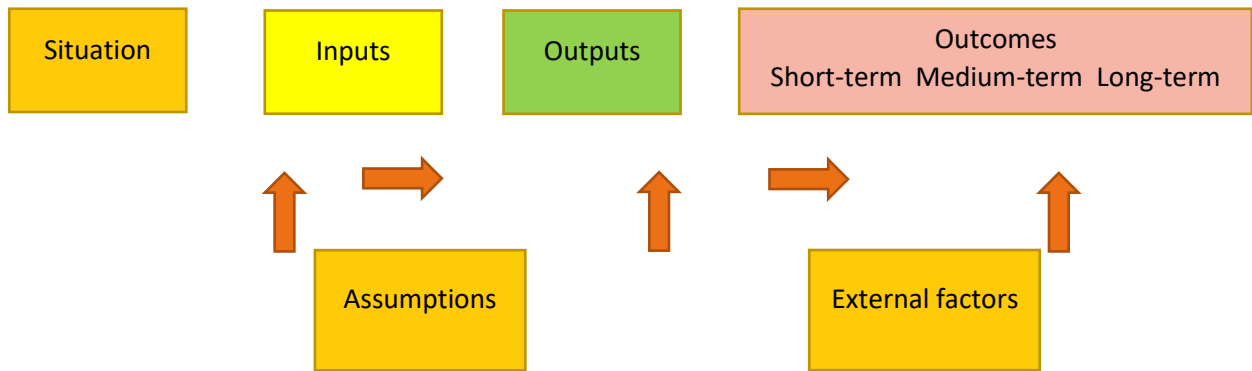 Situation
Inputs
Outputs
Outcomes
Short-term Medium-term Long-term
Assumptions
External factors